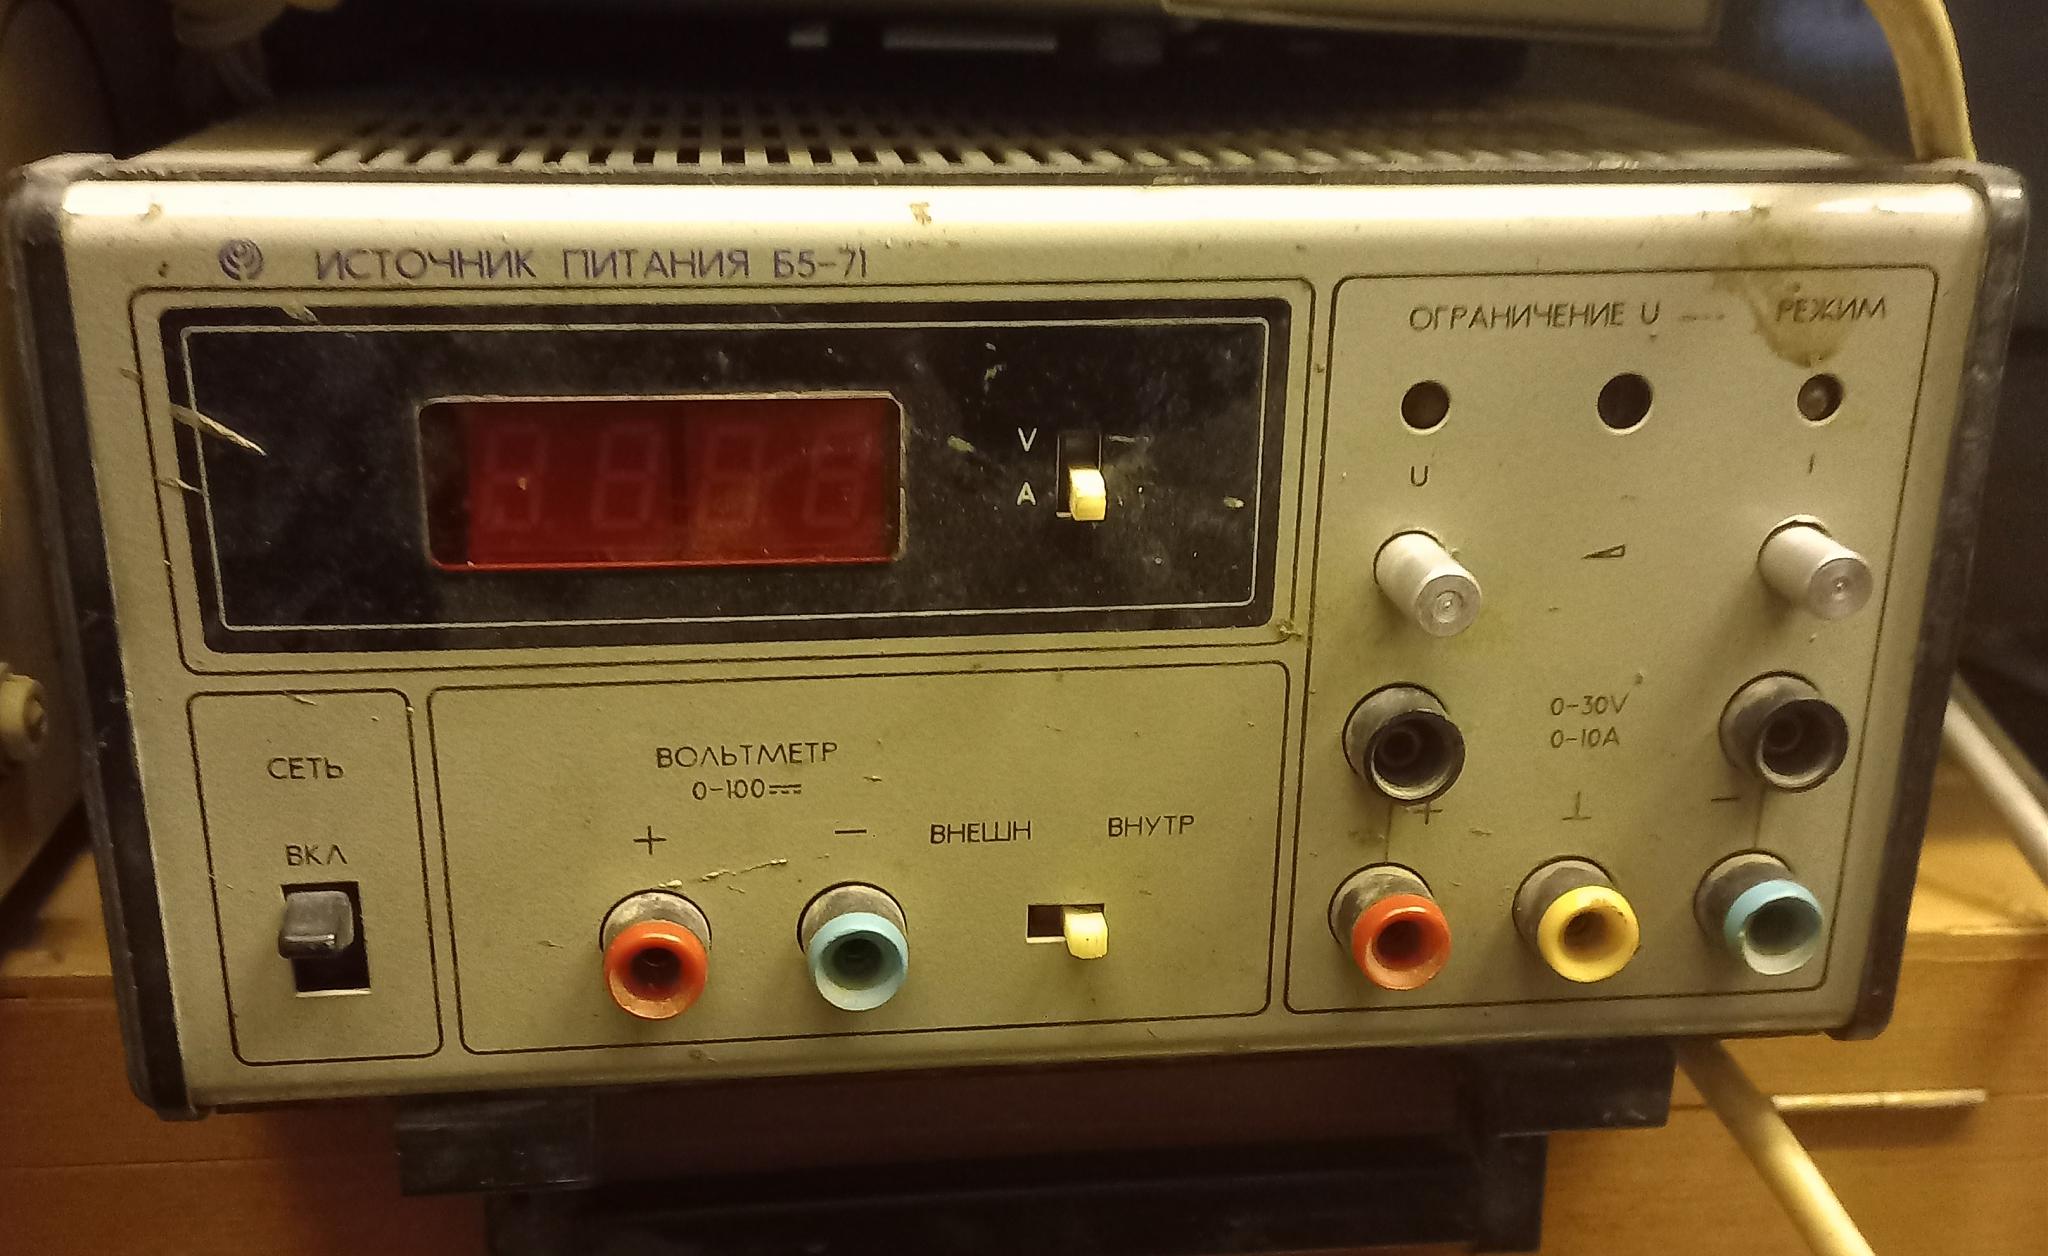 ИСТОЧНИК ПИТАНИЯ Б5-71
V
A
ОГРАНИЧЕНИЕ U
РЕЖИМ
U
I
0-30V
0-10A
+
⊥
−
СЕТЬ
ВКЛ
ВОЛЬТМЕТР
0-100⎓
+
−
ВНЕШН
ВНУТР